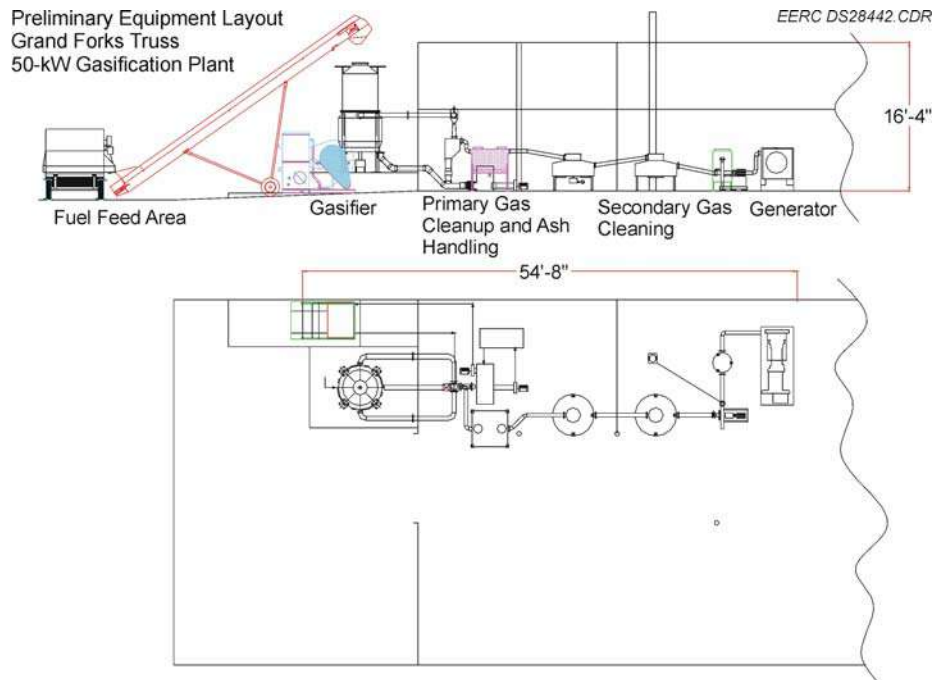 Preliminary Equipment Layout
Grand Forks Truss
50-kW Gasification Plant
EERC DS28442.CDR
16'-4"
Fuel Feed Area
Gasifier
Primary Gas
Cleanup and Ash
Handling
Secondary Gas
Cleaning
Generator
54'-8"